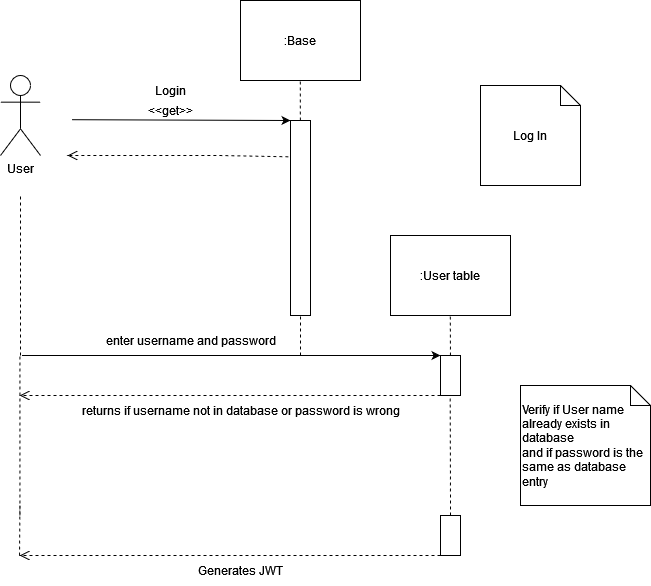 :Base
Login
<<get>>
Log In
User
:User table
enter username and password
returns if username not in database or password is wrong
Verify if User name
already exists in
database
and if password is the
same as database
entry
Generates JWT